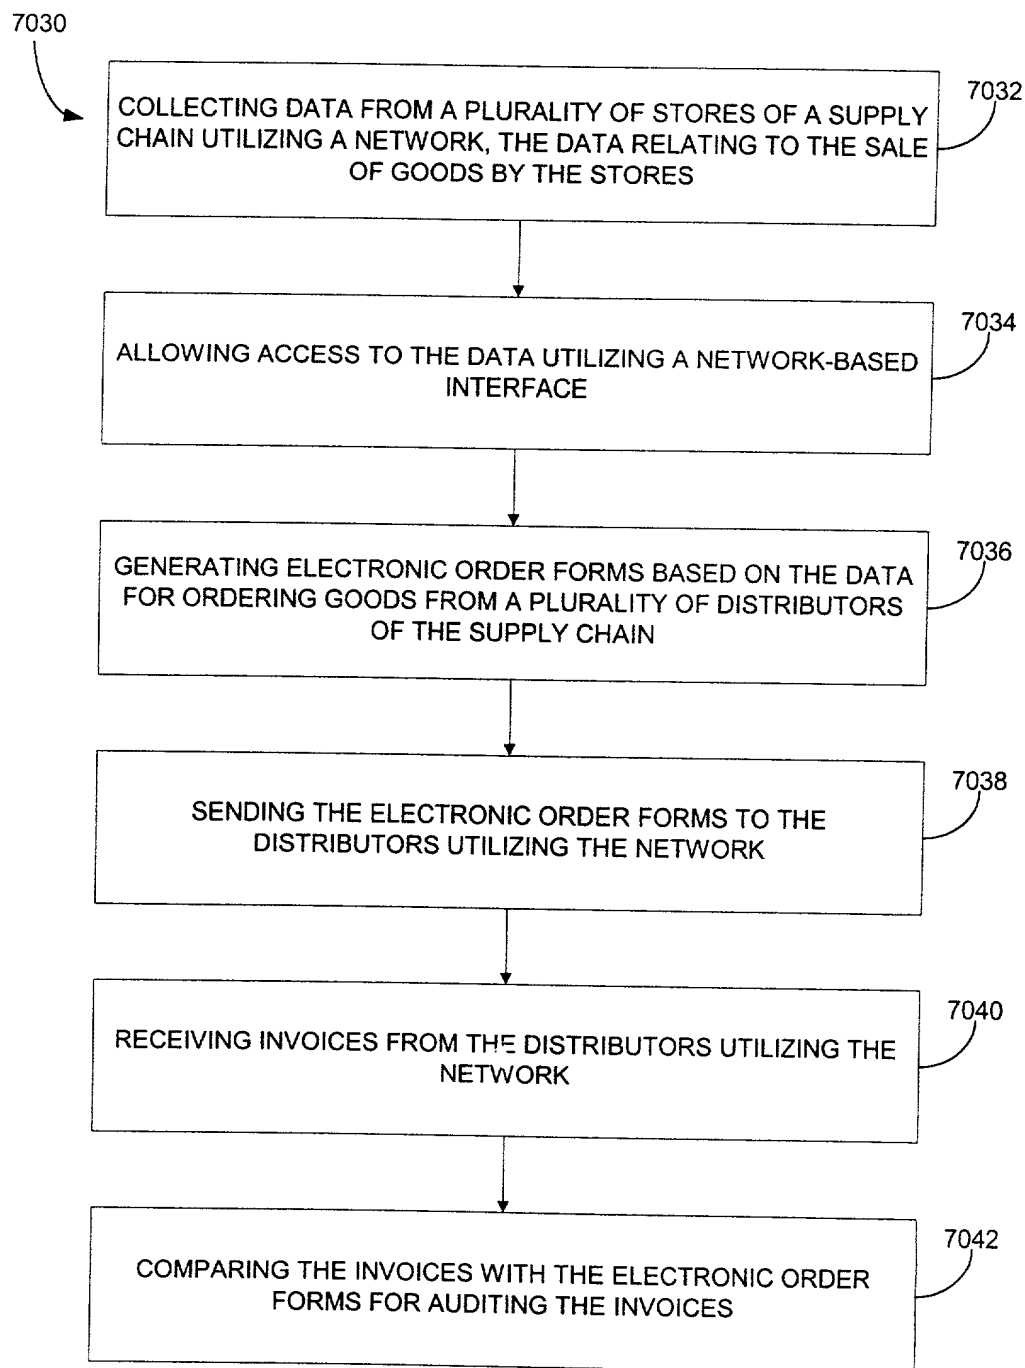 7030
7032
COLLECTING DATA FROM A PLURALITY OF STORES OF A SUPPLY
CHAIN UTILIZING A NETWORK, THE DATA RELATING TO THE SALE
OF GOODS BY THE STORES
7034
ALLOWING ACCESS TO THE DATA UTILIZING A NETWORK-BASED
INTERFACE
7036
GENERATING ELECTRONIC ORDER FORMS BASED ON THE DATA
FOR ORDERING GOODS FROM A PLURALITY OF DISTRIBUTORS
OF THE SUPPLY CHAIN
7038
SENDING THE ELECTRONIC ORDER FORMS TO THE
DISTRIBUTORS UTILIZING THE NETWORK
7040
RECEIVING INVOICES FROM THE DISTRIBUTORS UTILIZING THE
NETWORK
7042
COMPARING THE INVOICES WITH THE ELECTRONIC ORDER
FORMS FOR AUDITING THE INVOICES